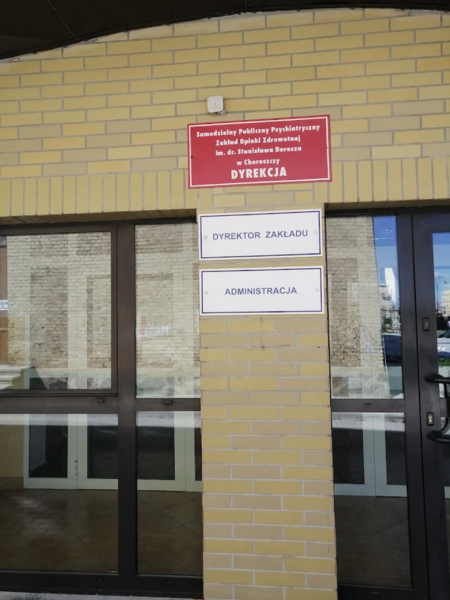 Samodzielny Publiczny Psychiatryczny
Zakład Opieki Zdrowotnej
im. dr. Stanisława Deresza
w Choroszczy
DYREKCJA
DYREKTOR ZAKŁADU
ADMINISTRACJA